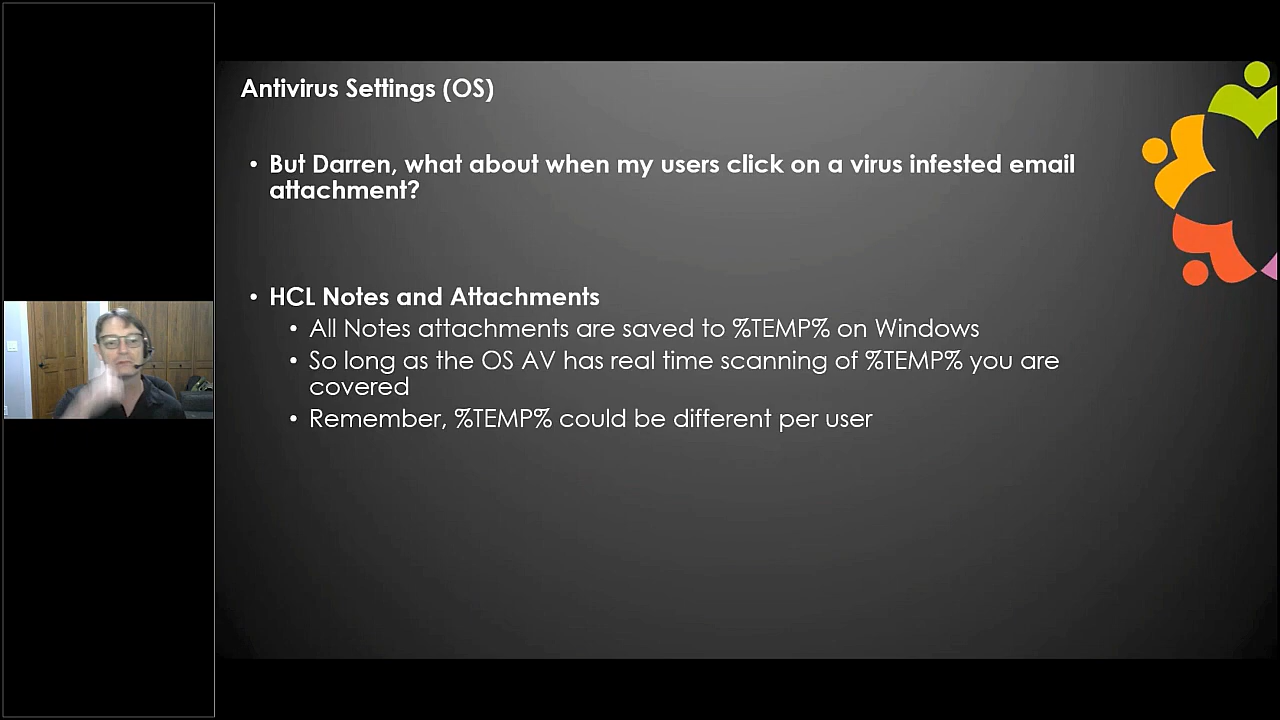 Antivirus Settings (OS)
• But Darren, what about when my users click on a virus infested email
attachment?
• HCL Notes and Attachments
• All Notes attachments are saved to %TEMP% on Windows
• So long as the OS AV has real time scanning of %TEMP% you are
covered
• Remember, %TEMP% could be different per user